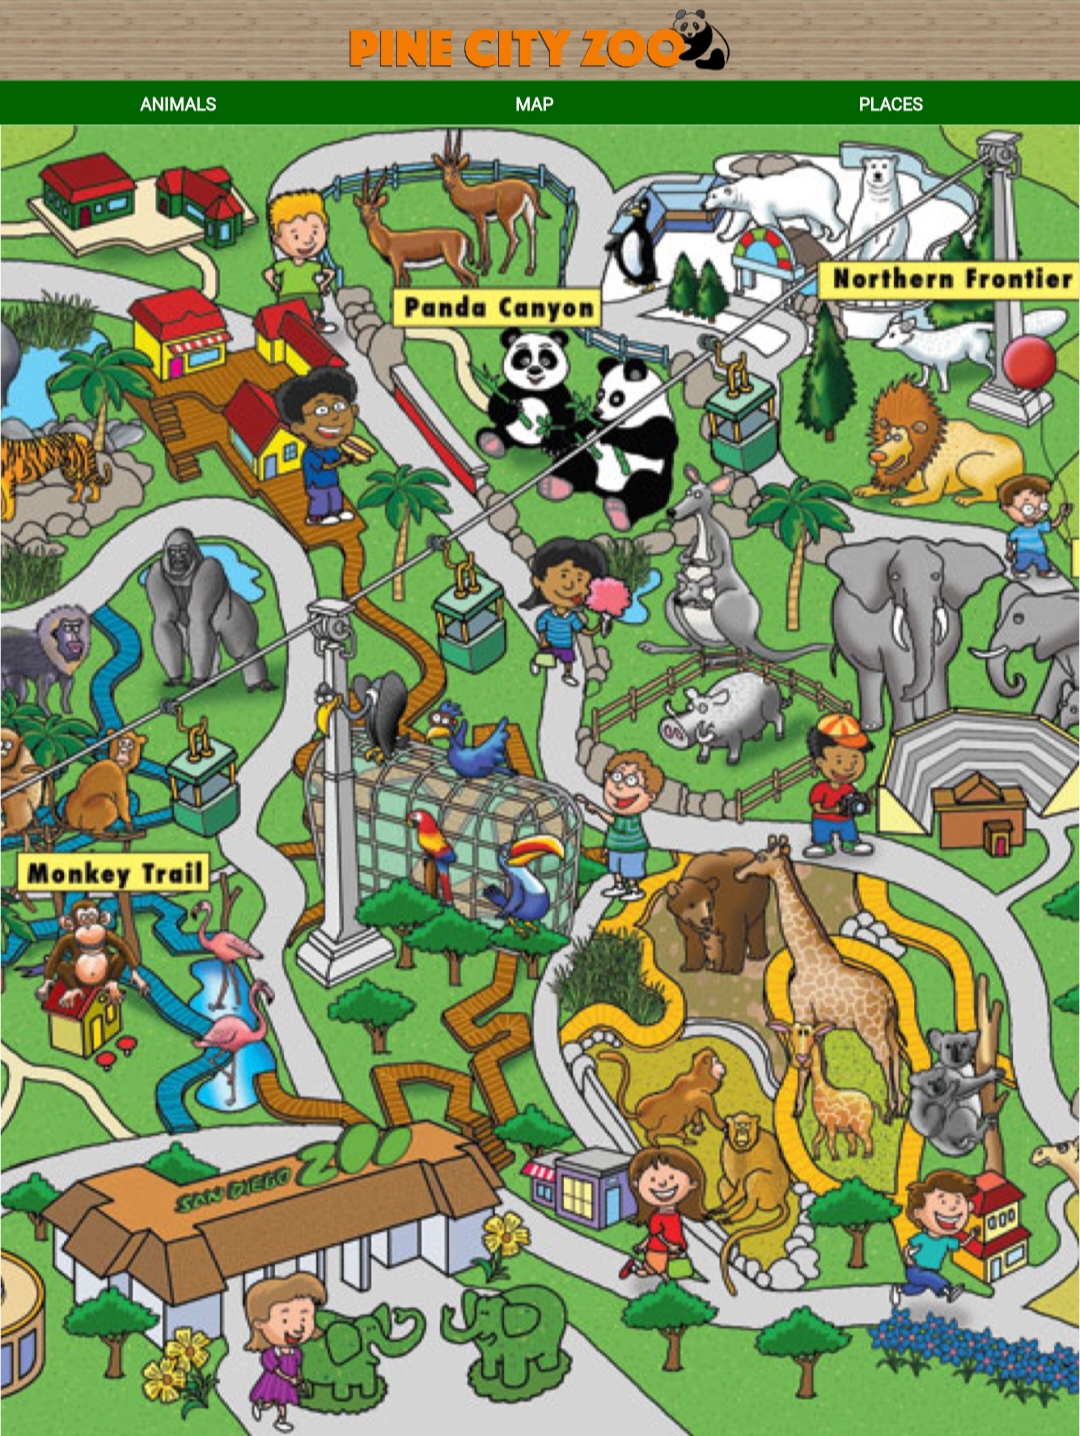 PINE CITY ZOO
ANIMALS MAP PLACES
Northern Frontier
Panda Canyon
Monkey Trail
SAN DIEGO ZOO